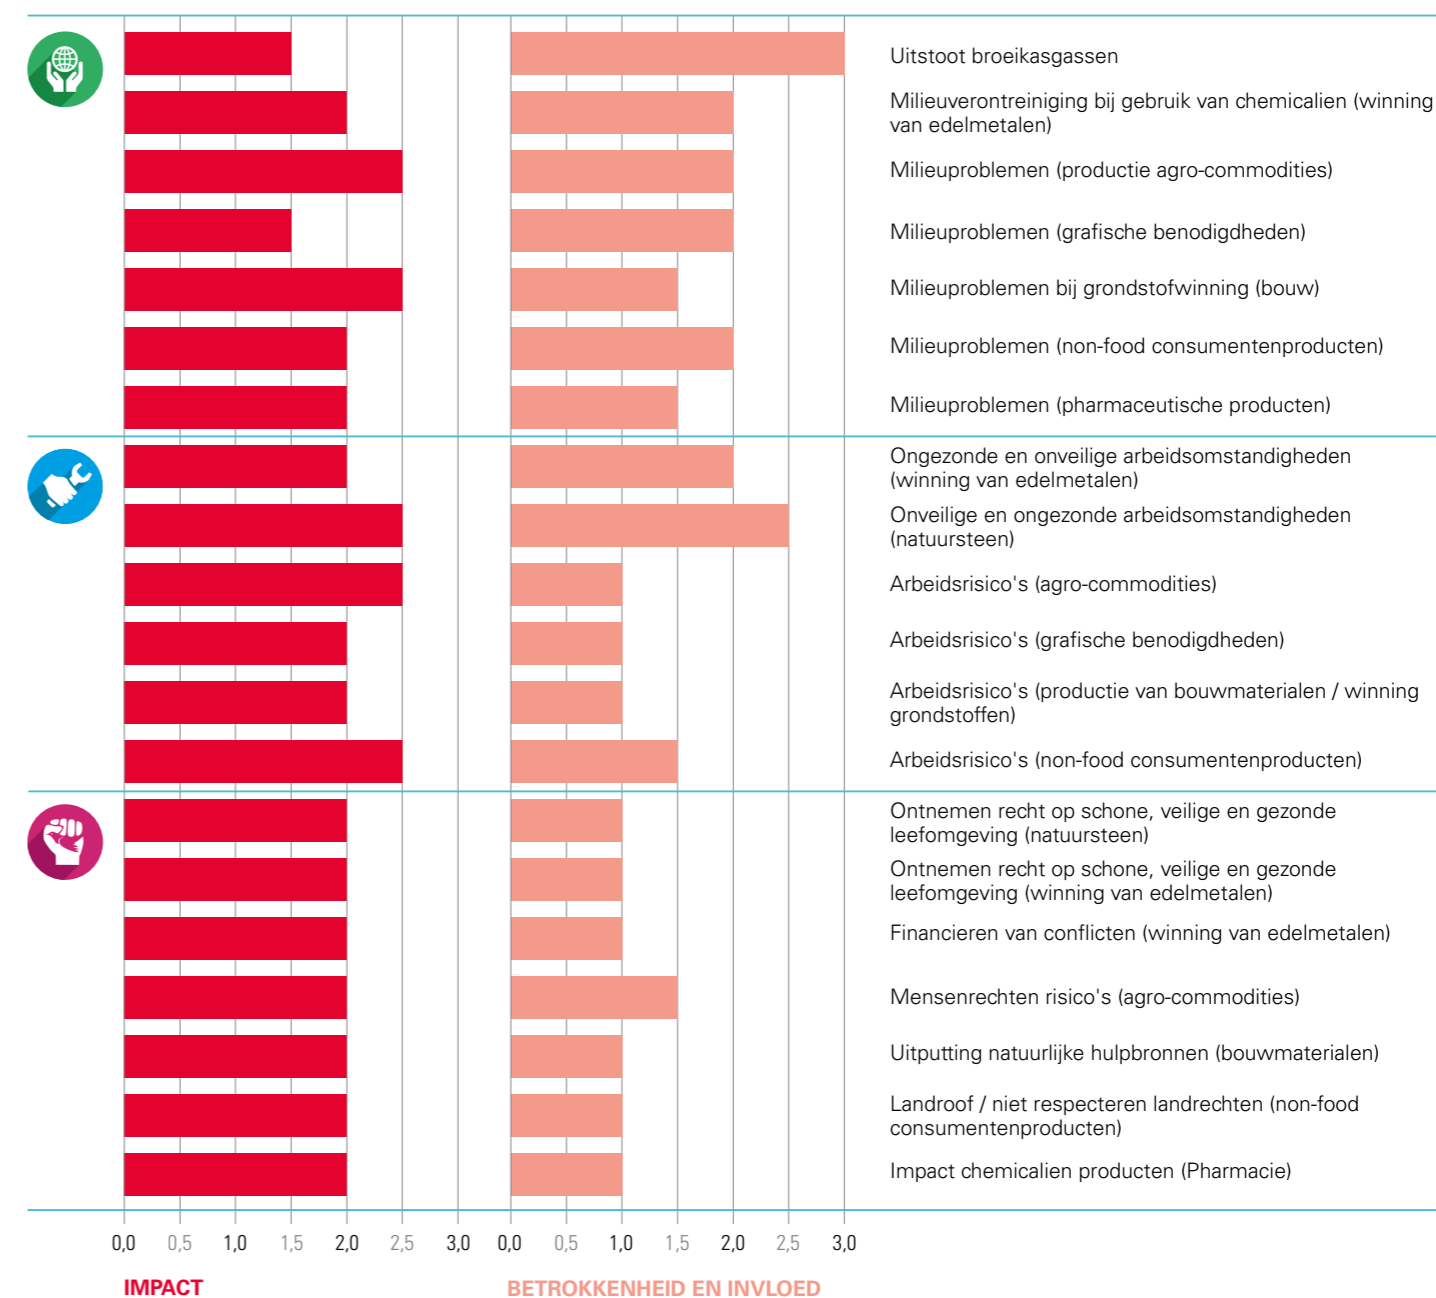 Uitstoot broeikasgassen
Milieuverontreiniging bij gebruik van chemicalien (winning
van edelmetalen)
Milieuproblemen (productie agro-commodities)
Milieuproblemen (grafische benodigdheden)
Milieuproblemen bij grondstofwinning (bouw)
Milieuproblemen (non-food consumentenproducten)
Milieuproblemen (pharmaceutische producten)
Ongezonde en onveilige arbeidsomstandigheden
(winning van edelmetalen)
Onveilige en ongezonde arbeidsomstandigheden
(natuursteen)
Arbeidsrisico's (agro-commodities)
Arbeidsrisico's (grafische benodigdheden)
Arbeidsrisico's (productie van bouwmaterialen / winning
grondstoffen)
Arbeidsrisico's (non-food consumentenproducten)
Ontnemen recht op schone, veilige en gezonde
leefomgeving (natuursteen)
Ontnemen recht op schone, veilige en gezonde
leefomgeving (winning van edelmetalen)
Financieren van conflicten (winning van edelmetalen)
Mensenrechten risico's (agro-commodities)
Uitputting natuurlijke hulpbronnen (bouwmaterialen)
Landroof / niet respecteren landrechten (non-food
consumentenproducten)
Impact chemicalien producten (Pharmacie)
0,0 0,5 1,0 1,5 2,0 2,5 3,0 0,0 0,5 1,0 1,5 2,0 2,5 3,0
IMPACT BETROKKENHEID EN INVLOED